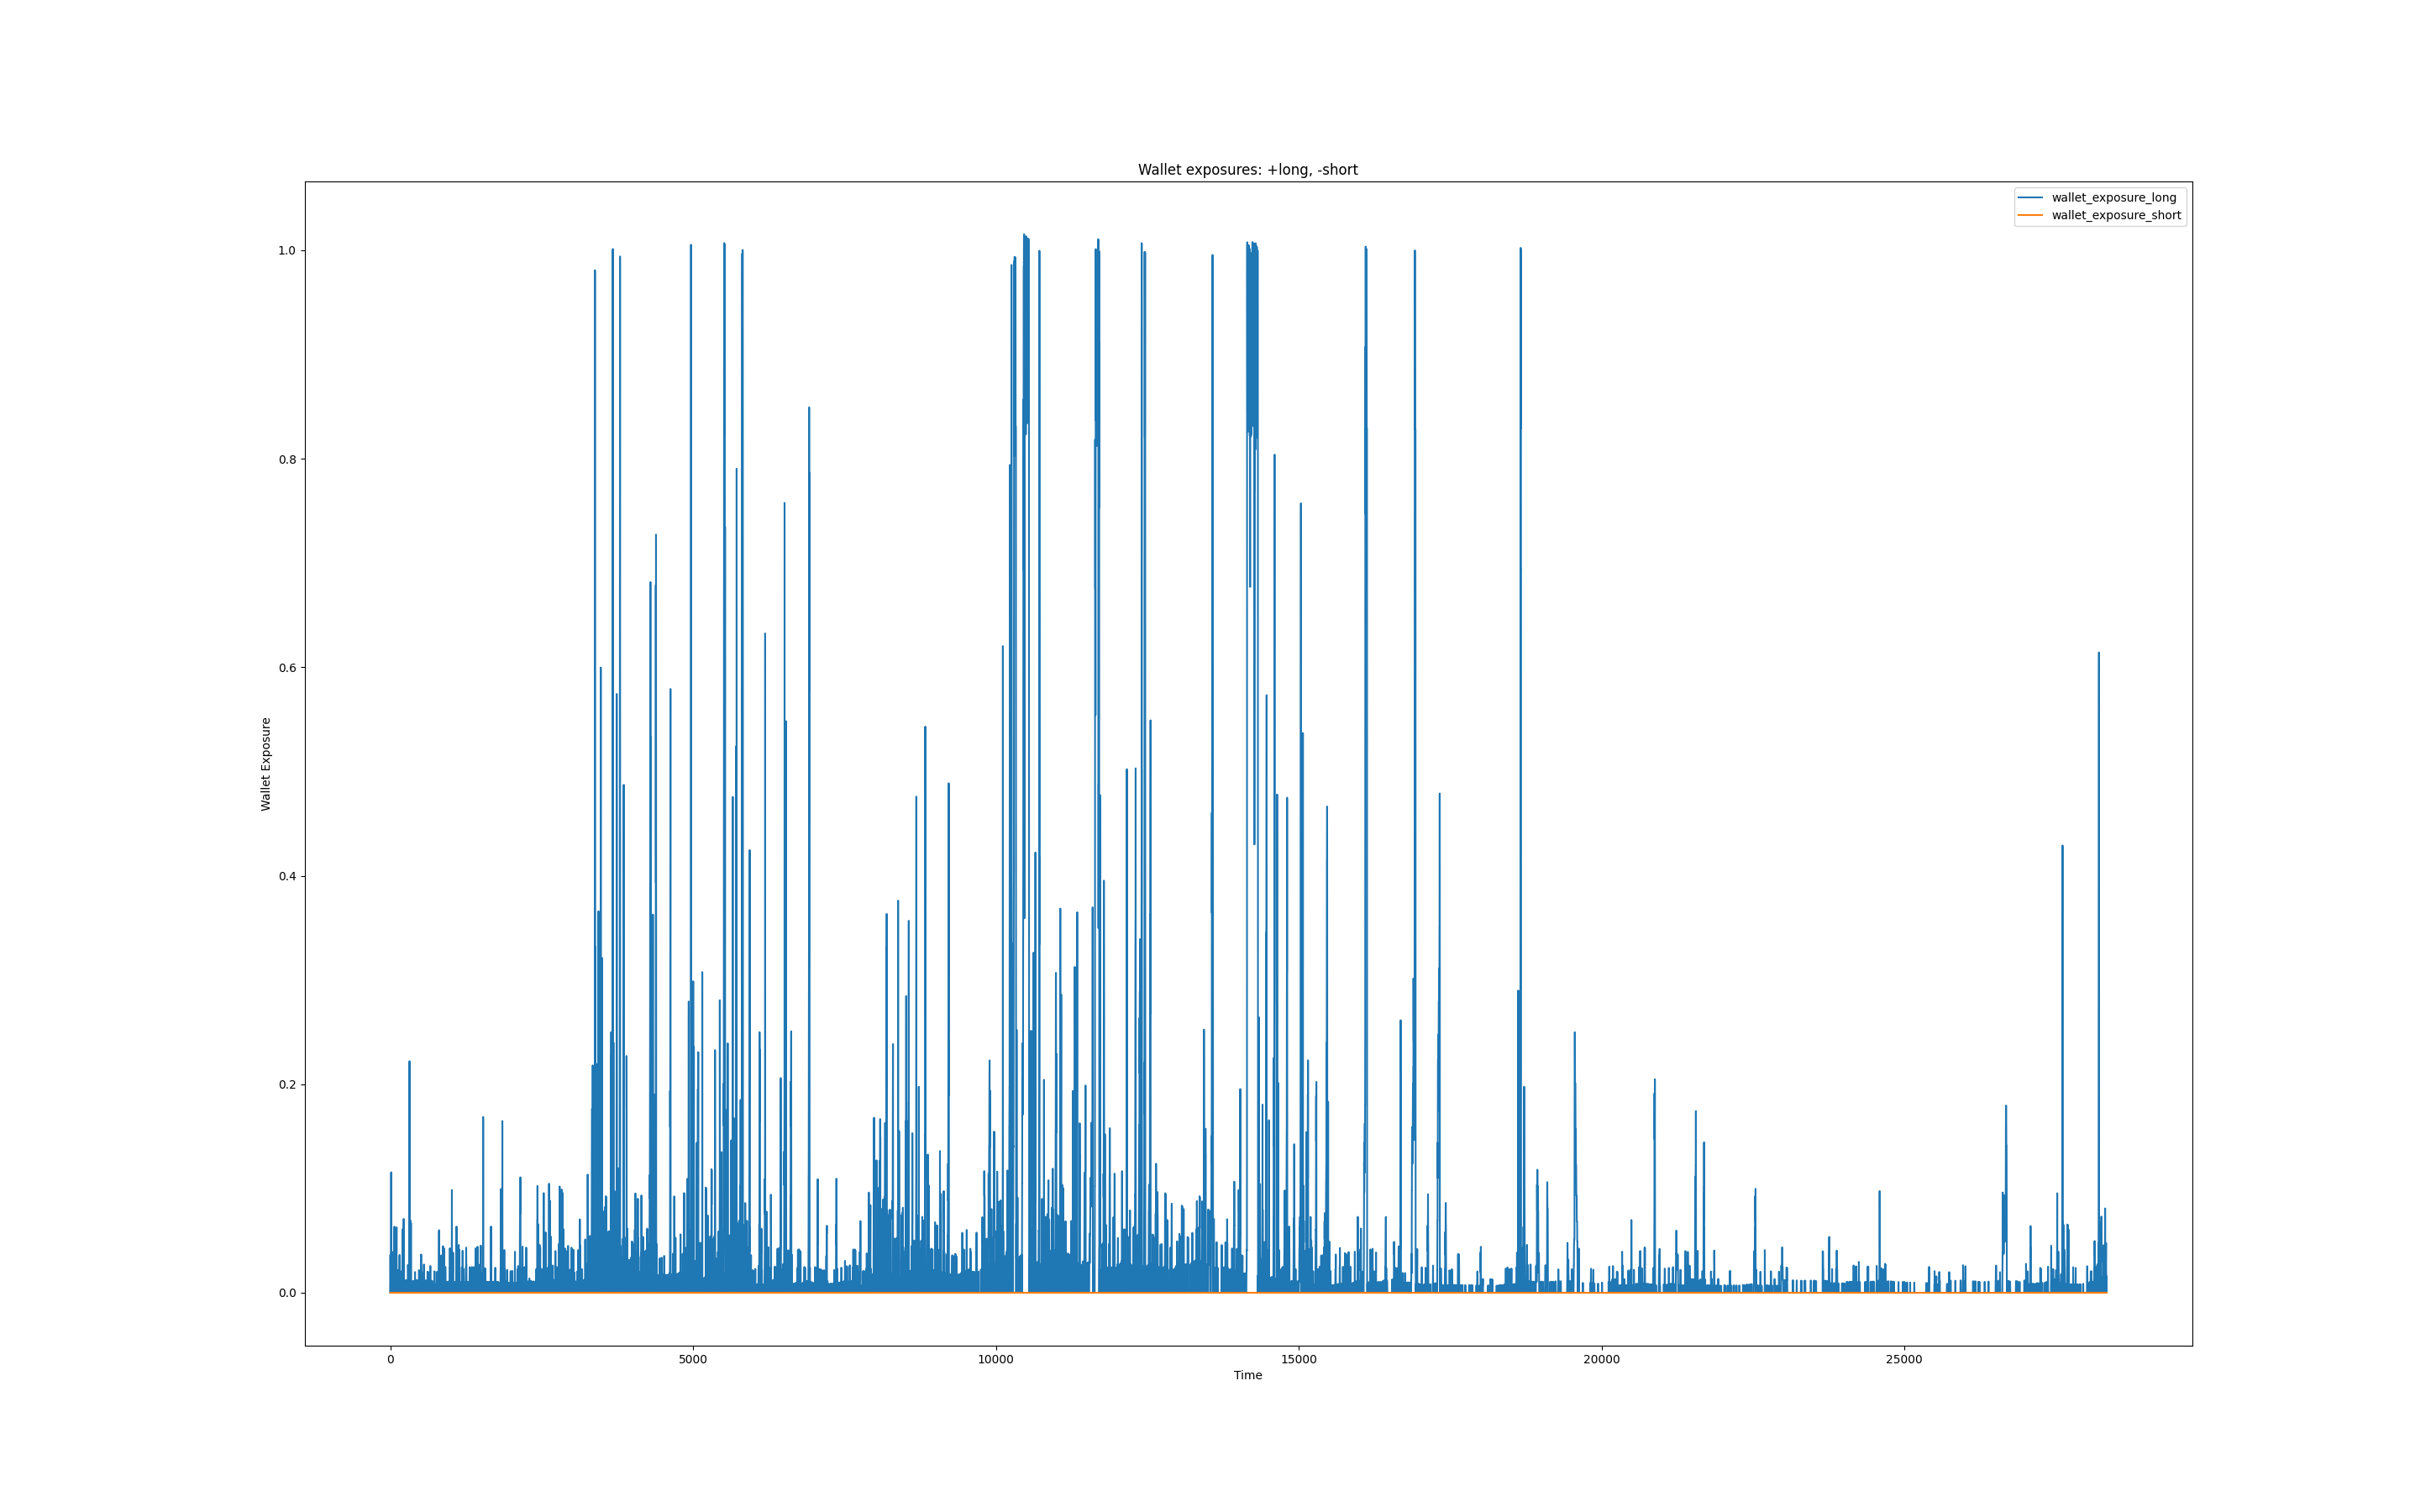 Wallet exposures: +long, -short
wallet_exposure_long
wallet_exposure_short
1.0
0.8
0.6
0.4
0.2
0.0
Wallet Exposure
0
5000
10000
15000
20000
25000
Time